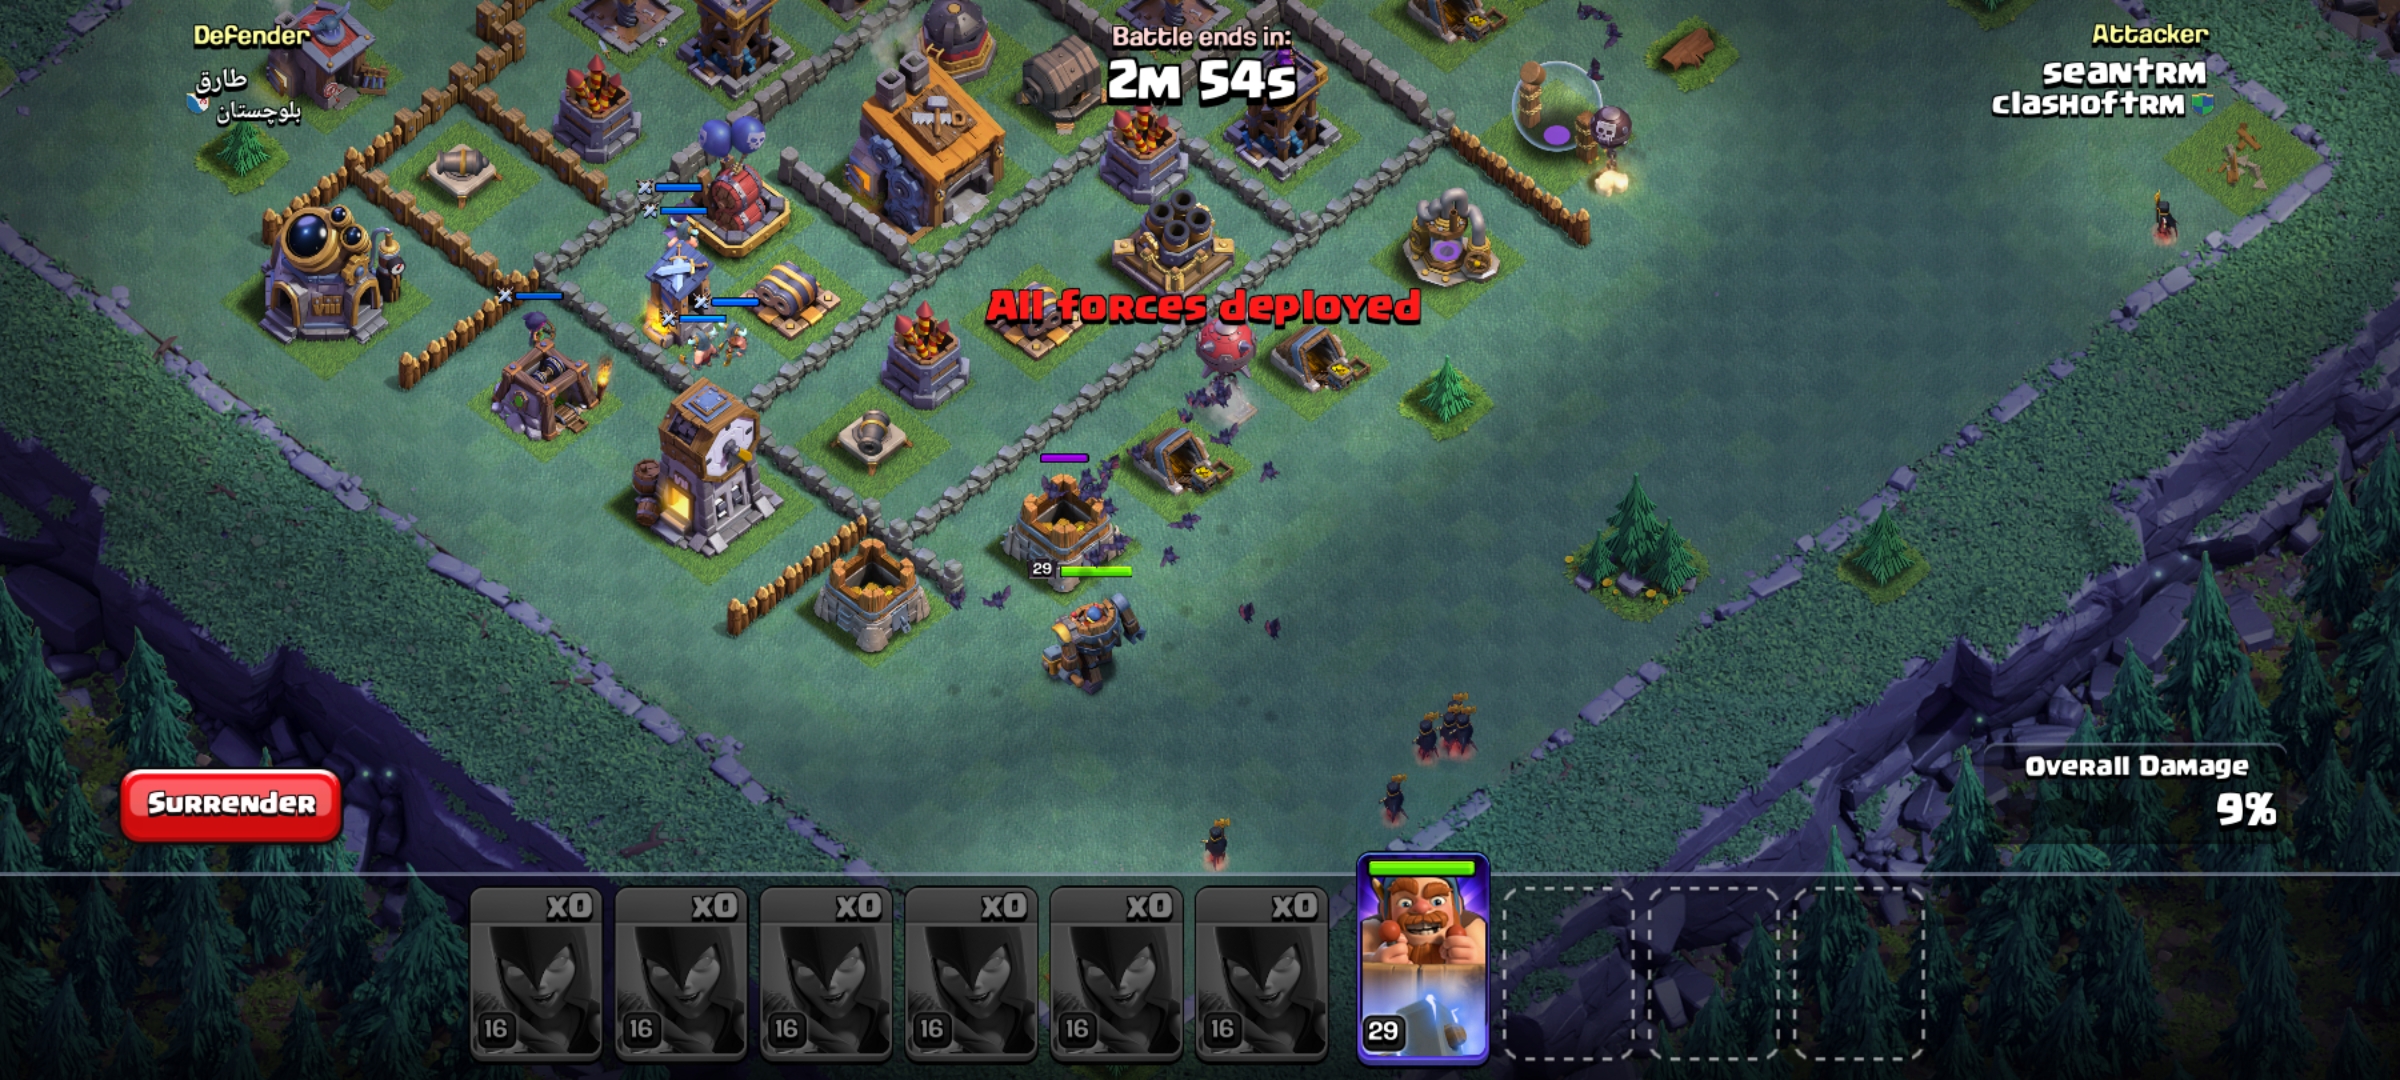 Defender
طارق
بلوچستان
Battle ends in:
2M 54s
Attacker
seantRM
clashoftRM
All forces deployed
29
Surrender
Overall Damage
9%
x0
x0
x0
x0
x0
x0
16
16
16
16
16
16
29